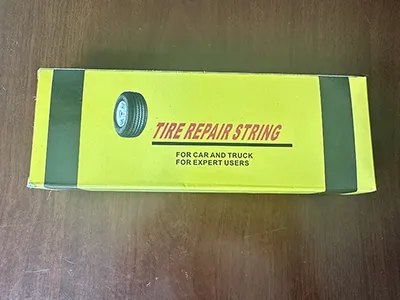 TIRE REPAIR STRING
FOR CAR AND TRUCK
FOR EXPERT USERS